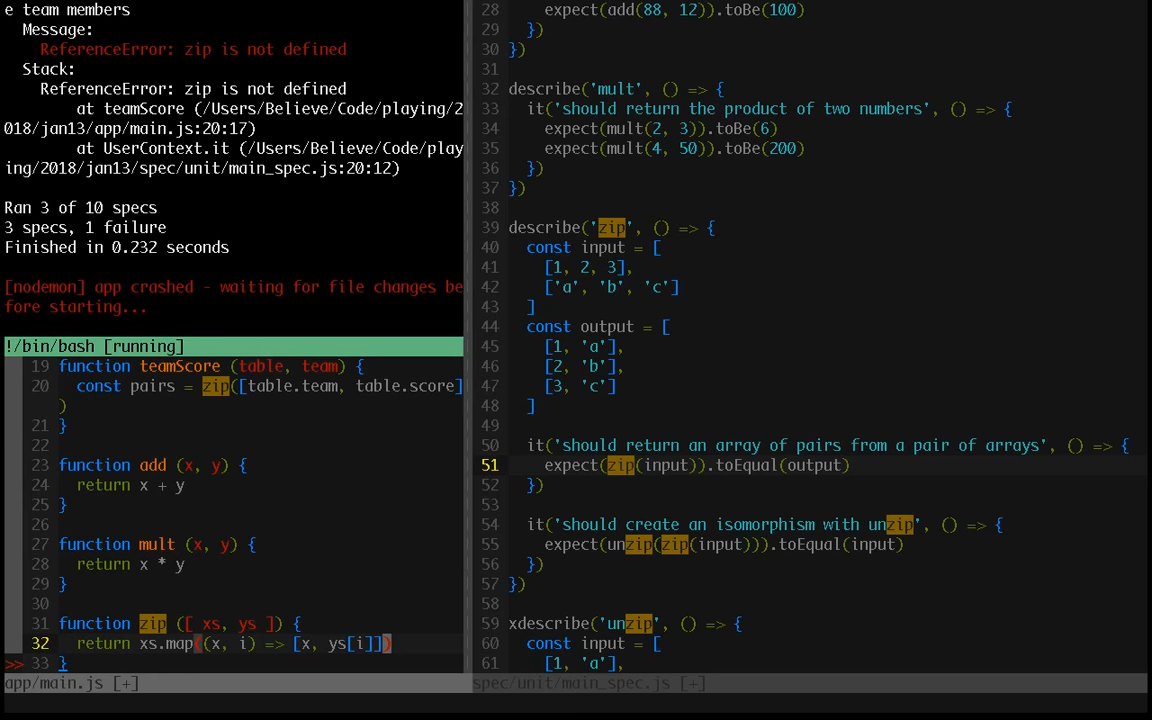 e team members
Message:
ReferenceError: zip is not defined
Stack:
ReferenceError: zip is not defined
at teamScore (/Users/Believe/Code/playing/2
018/jan13/app/main.js:20:17)
at UserContext.it (/Users/Believe/Code/play
ing/2018/jan13/spec/unit/main_spec.js:20:12)
Ran 3 of 10 specs
3 specs, 1 failure
Finished in 0.232 seconds
[nodemon] app crashed - waiting for file changes be
fore starting...
!/bin/bash [running]
19 function teamScore (table, team) {
20 const pairs = zip([table.team, table.score]
)
21 }
22
23 function add (x, y) {
24 return x + y
25 }
26
27 function mult (x, y) {
28 return x * y
29 }
30
31 function zip ([ xs, ys ]) {
32 return xs.map((x, i) => [x, ys[i]])
>> 33 }
app/main.js [+]
28 expect(add(88, 12)).toBe(100)
29 })
30 })
31
32 describe('mult', () => {
33 it('should return the product of two numbers', () => {
34 expect(mult(2, 3)).toBe(6)
35 expect(mult(4, 50)).toBe(200)
36 })
37 })
38
39 describe('zip', () => {
40 const input = [
41 [1, 2, 3],
42 ['a', 'b', 'c']
43 ]
44 const output = [
45 [1, 'a'],
46 [2, 'b'],
47 [3, 'c']
48 ]
49
50 it('should return an array of pairs from a pair of arrays', () => {
51 expect(zip(input)).toEqual(output)
52 })
53
54 it('should create an isomorphism with unzip', () => {
55 expect(unzip(zip(input))).toEqual(input)
56 })
57 })
58
59 xdescribe('unzip', () => {
60 const input = [
61 [1, 'a'],
spec/unit/main_spec.js [+]